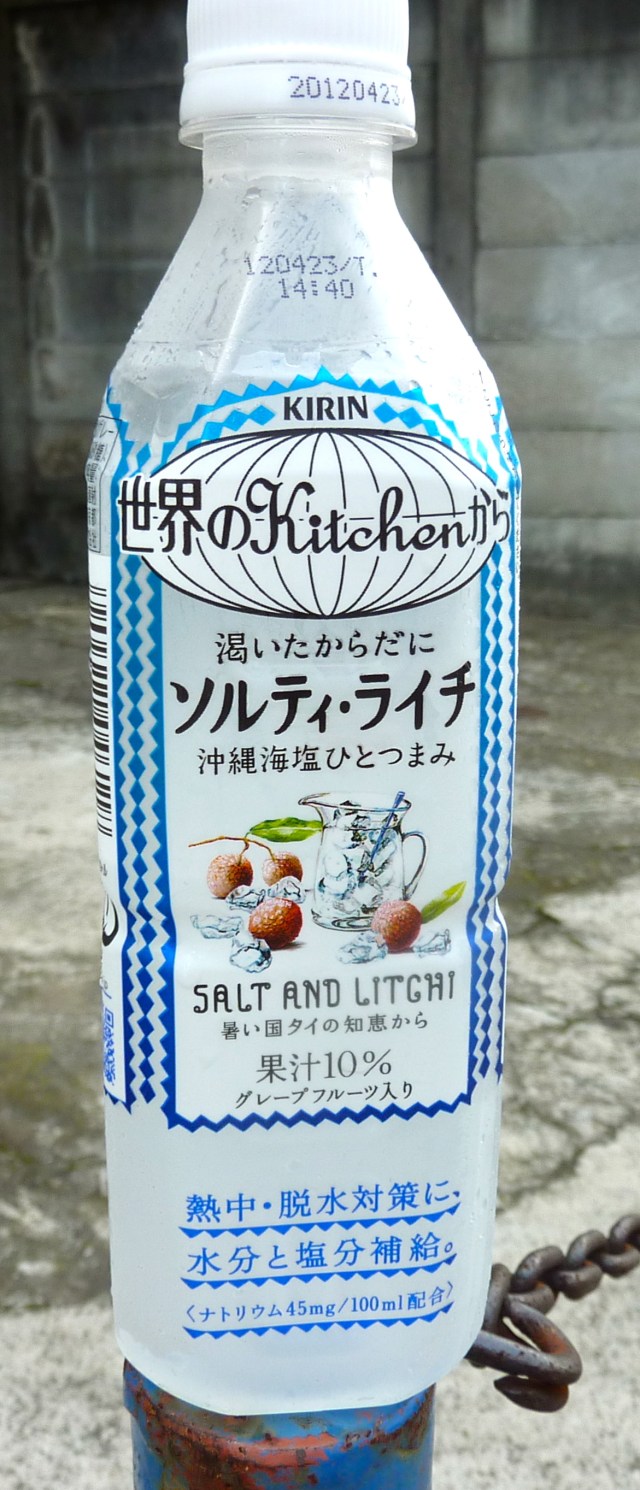 20120423/
120423/T.
14:40
KIRIN
世界のKitchenから
渇いたからだに
ソルティ・ライチ
沖縄海塩ひとつまみ
SALT AND LITCHI
暑い国タイの知恵から
果汁10%
グレープフルーツ入り
熱中・脱水対策に、
水分と塩分補給。
〈ナトリウム45mg/100ml配合〉